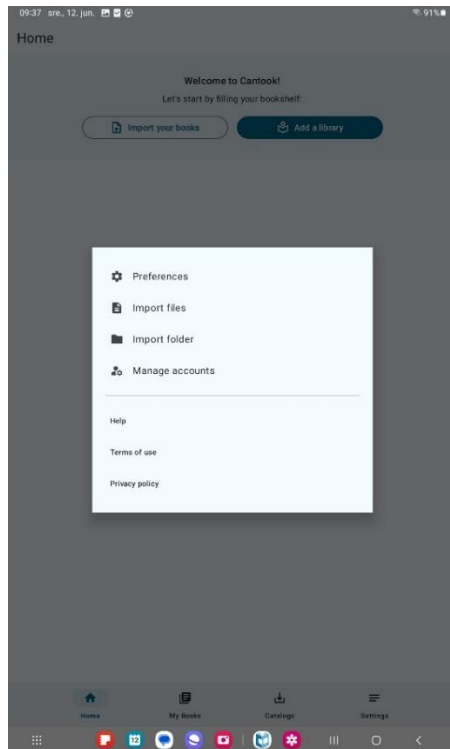 09:37 sre., 12. jun.
91%
Home
Welcome to Cantook!
Let's start by filling your bookshelf:
Import your books
Add a library
Preferences
Import files
Import folder
Manage accounts
Help
Terms of use
Privacy policy
Home My Books Catalogs Settings
12